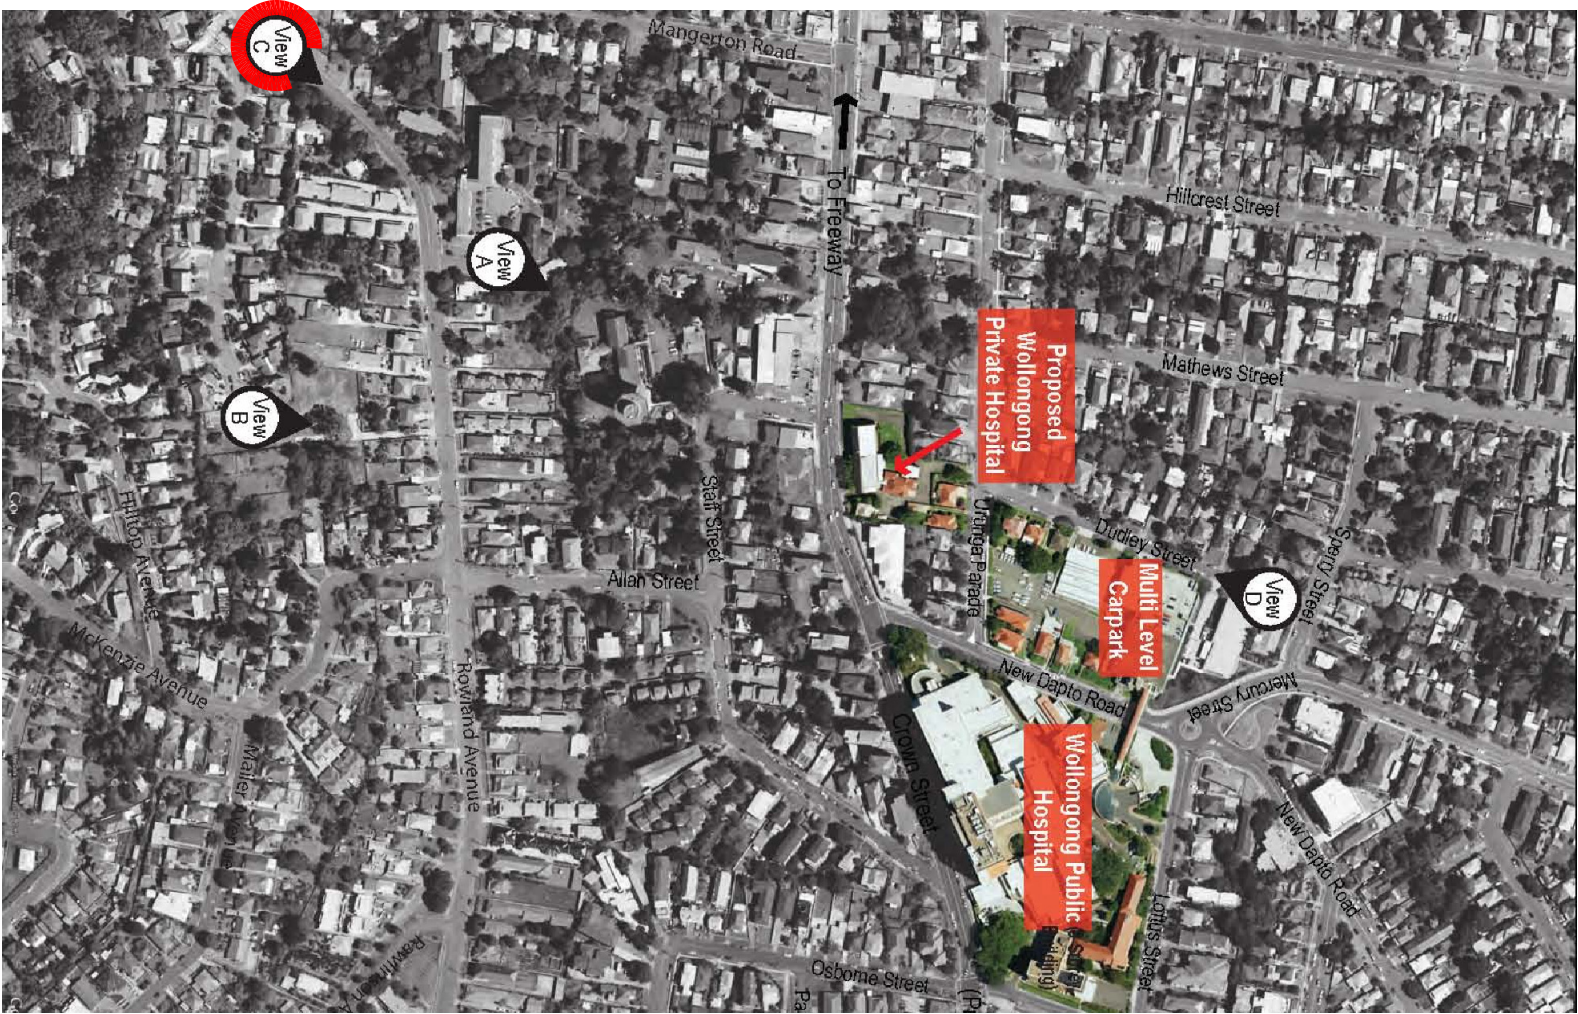 View
C
Mangerton Road
To Freeway
Hillcrest Street
View
A
Proposed
Wollongong
Private Hospital
Mathews Street
View
B
Hilltop Avenue
Staff Street
Urunga Parade
Dudley Street
Sperry Street
View
D
Multi Level
Carpark
Allan Street
McKenzie Avenue
Rowland Avenue
New Dapto Road
Mercury Street
Crown Street
Wollongong Public
Hospital
New Dapto Road
Loftus Street
Osborne Street
Building)